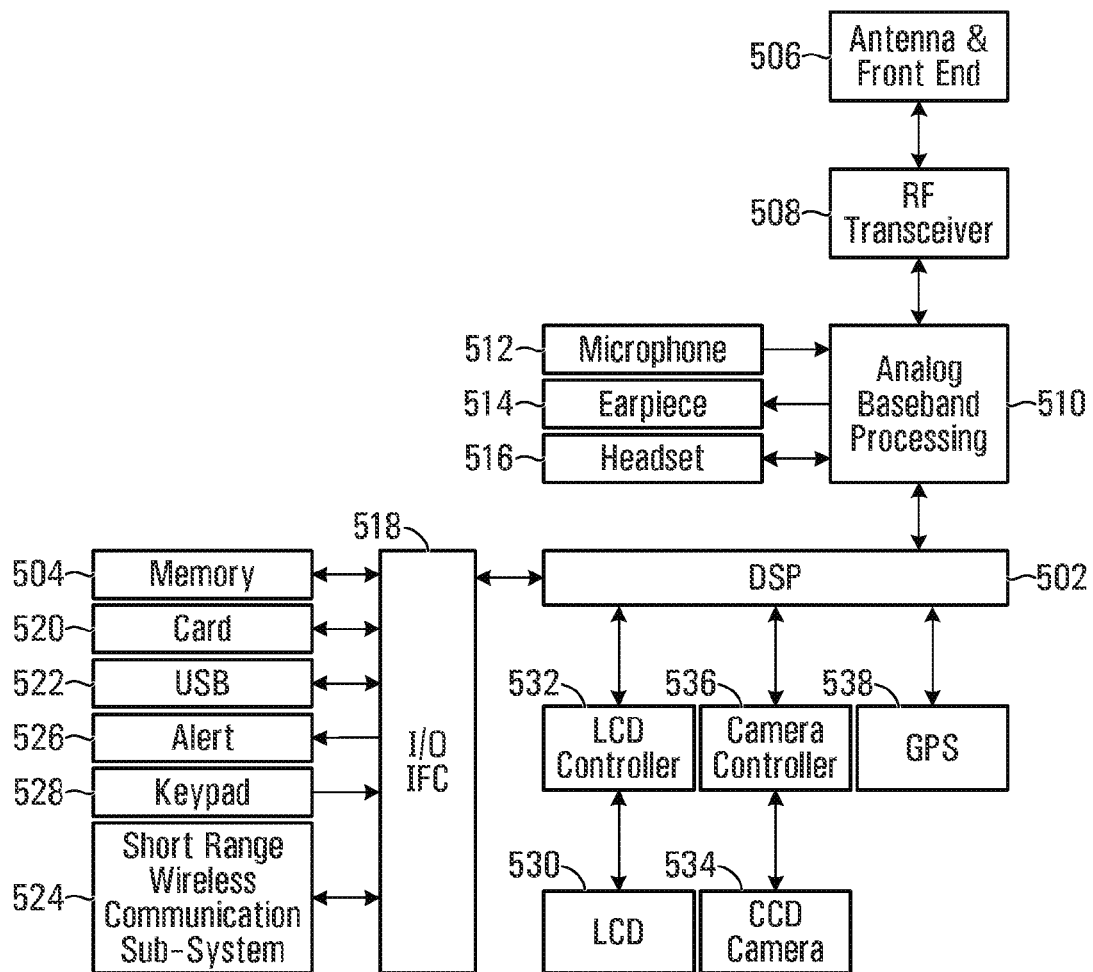 506
Antenna &
Front End
508
RF
Transceiver
512
Microphone
514
Earpiece
516
Headset
Analog
Baseband
Processing
510
518
504
Memory
520
Card
522
USB
526
Alert
528
Keypad
524
Short Range
Wireless
Communication
Sub-System
I/O
IFC
DSP
502
532
LCD
Controller
536
Camera
Controller
538
GPS
530
LCD
534
CCD
Camera